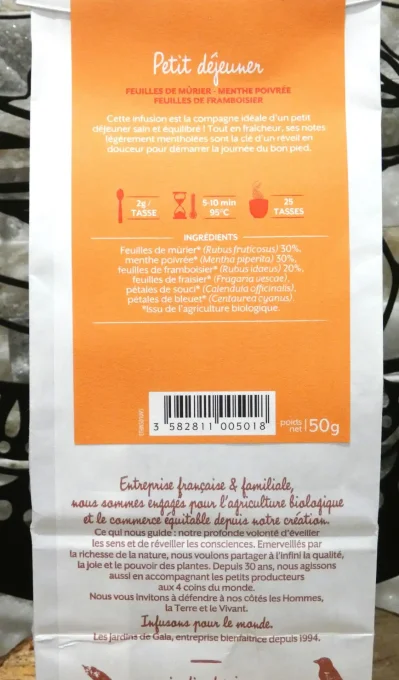 Petit déjeuner
FEUILLES DE MÛRIER - MENTHE POIVRÉE
FEUILLES DE FRAMBOISIER
Cette infusion est la compagne idéale d'un petit
déjeuner sain et équilibré ! Tout en fraîcheur, ses notes
légèrement mentholées sont la clé d'un réveil en
douceur pour démarrer la journée du bon pied.
2g / TASSE
5-10 min 95°C
25 TASSES
INGRÉDIENTS
Feuilles de mûrier* (Rubus fruticosus) 30%,
menthe poivrée* (Mentha piperita) 30%,
feuilles de framboisier* (Rubus idaeus) 20%,
feuilles de fraisier* (Fragaria vescae),
pétales de souci* (Calendula officinalis),
pétales de bleuet* (Centaurea cyanus).
*Issu de l'agriculture biologique.
3 582811 005018
poids net 50g
Entreprise française & familiale,
nous sommes engagés pour l'agriculture biologique
et le commerce équitable depuis notre création.
Ce qui nous guide : notre profonde volonté d'éveiller
les sens et de réveiller les consciences. Emerveillés par
la richesse de la nature, nous voulons partager à l'infini la qualité,
la joie et le pouvoir des plantes. Depuis 30 ans, nous agissons
aussi en accompagnant les petits producteurs
aux 4 coins du monde.
Nous vous invitons à défendre à nos côtés les Hommes,
la Terre et le Vivant.
Infusons pour le monde.
Les Jardins de Gaïa, entreprise bienfaitrice depuis 1994.